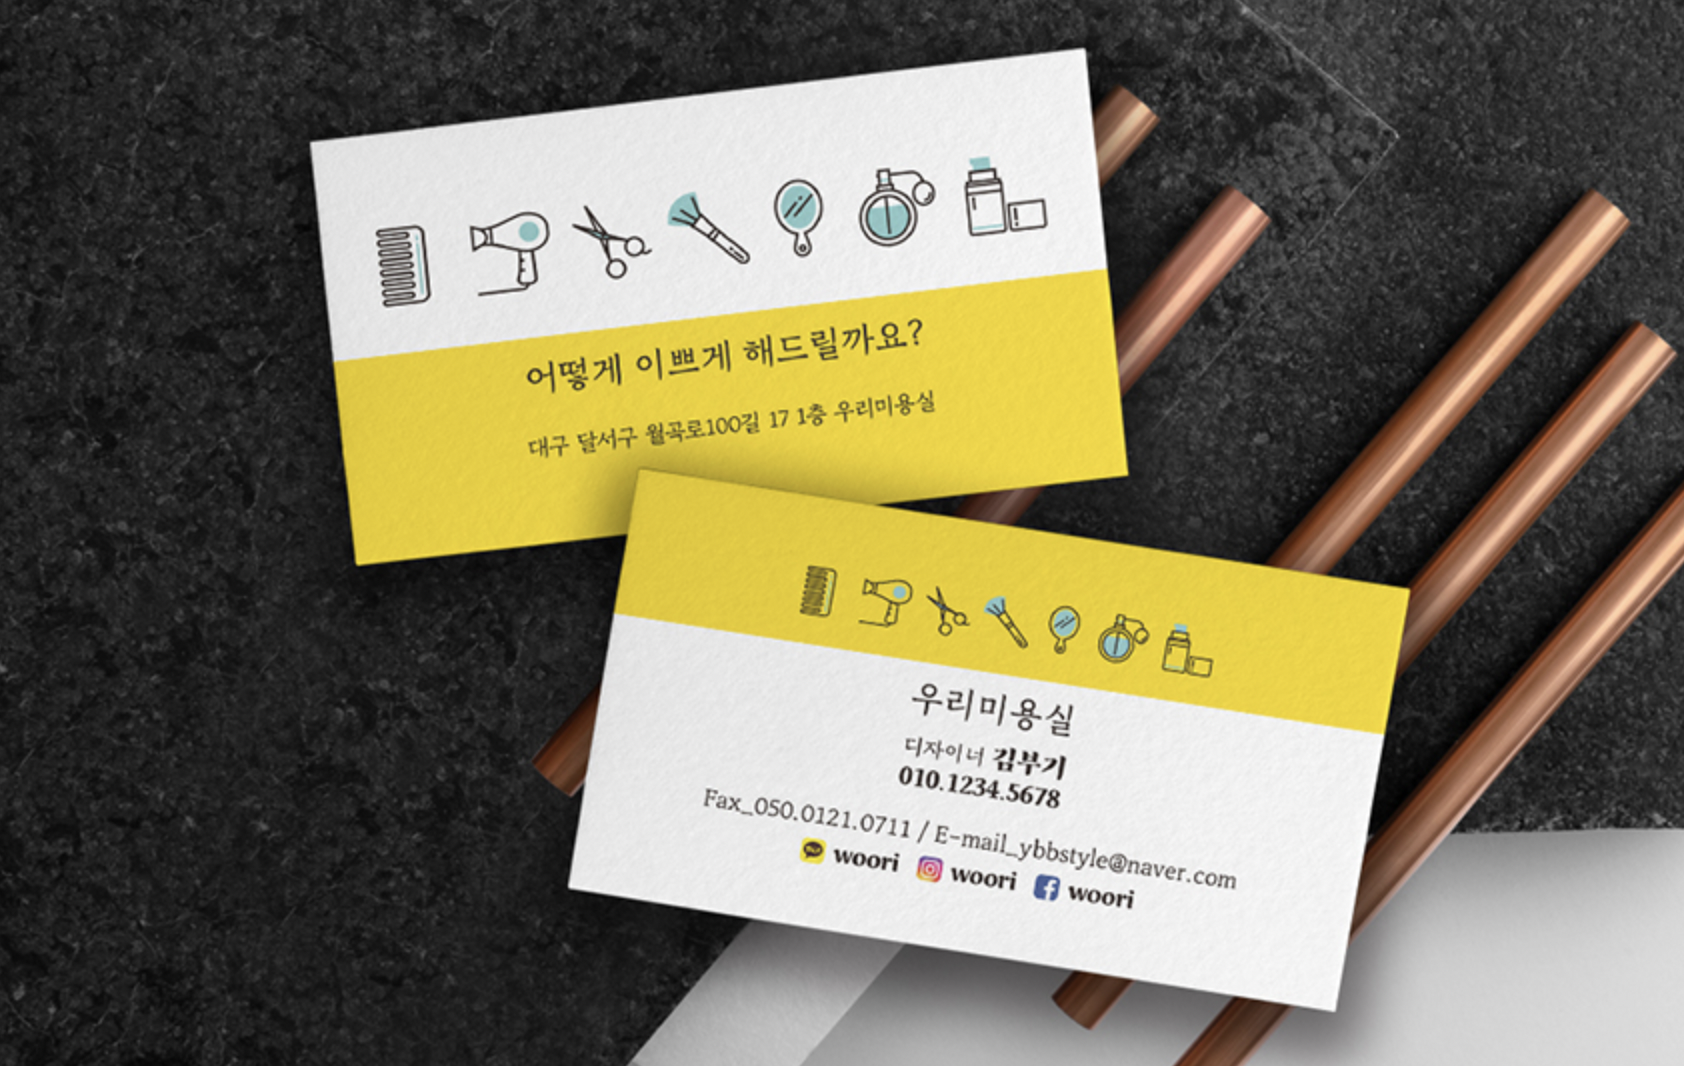 어떻게 이쁘게 해드릴까요?
대구 달서구 월곡로100길 17 1층 우리미용실
우리미용실
디자이너 김부기
010.1234.5678
Fax_050.0121.0711 / E-mail_ybbstyle@naver.com
woori woori woori